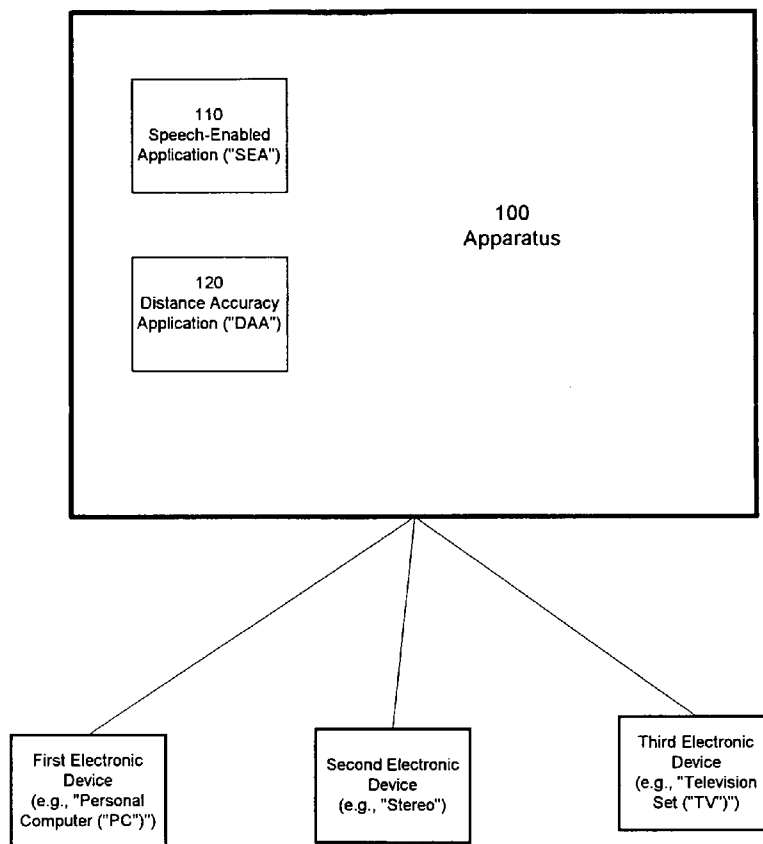 110
Speech-Enabled
Application ("SEA")
100
Apparatus
120
Distance Accuracy
Application ("DAA")
First Electronic
Device
(e.g., "Personal
Computer ("PC")")
Second Electronic
Device
(e.g., "Stereo")
Third Electronic
Device
(e.g., "Television
Set ("TV")")